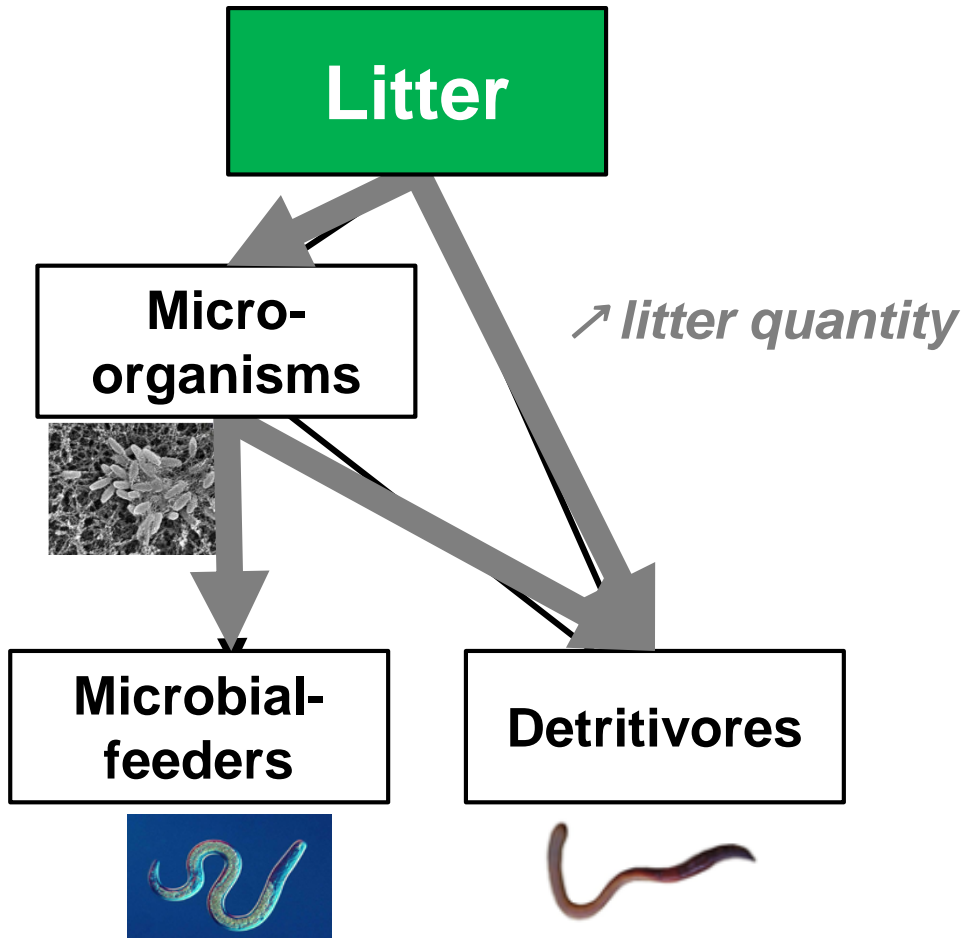 Litter
Micro-
organisms
↗ litter quantity
Microbial-
feeders
Detritivores